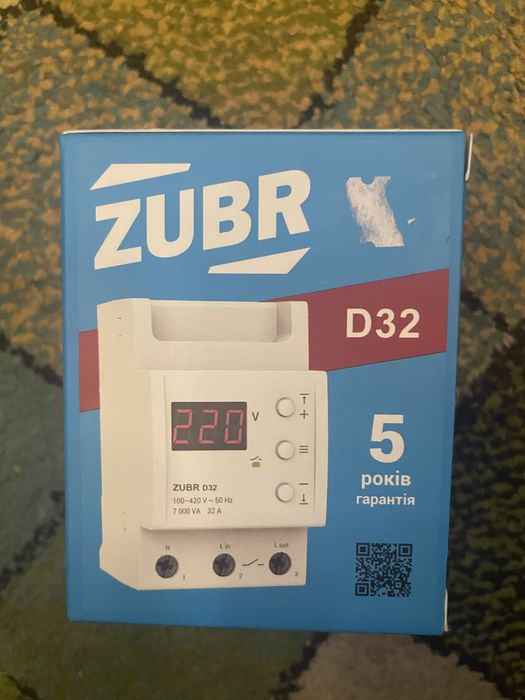 ZUBR
D32
220 V
ZUBR D32
100–420 V ~ 50 Hz
7 000 VA 32 A
N L in L out
1 2 3
5
років
гарантія